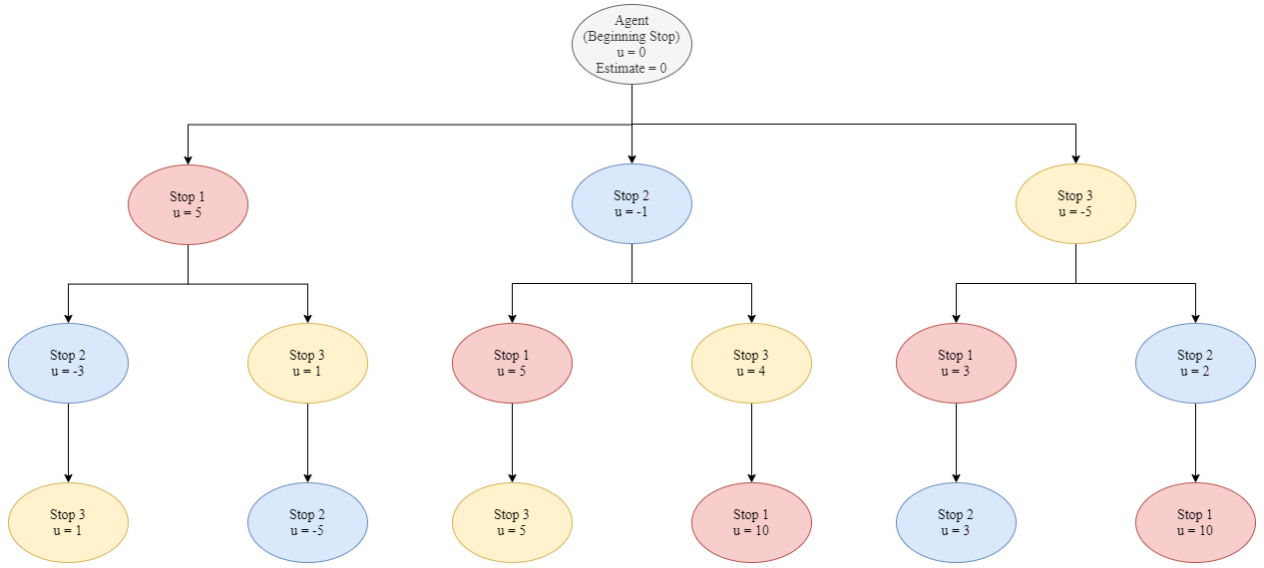 Agent
(Beginning Stop)
u = 0
Estimate = 0
Stop 1
u = 5
Stop 2
u = -1
Stop 3
u = -5
Stop 2
u = -3
Stop 3
u = 1
Stop 1
u = 5
Stop 3
u = 4
Stop 1
u = 3
Stop 2
u = 2
Stop 3
u = 1
Stop 2
u = -5
Stop 3
u = 5
Stop 1
u = 10
Stop 2
u = 3
Stop 1
u = 10